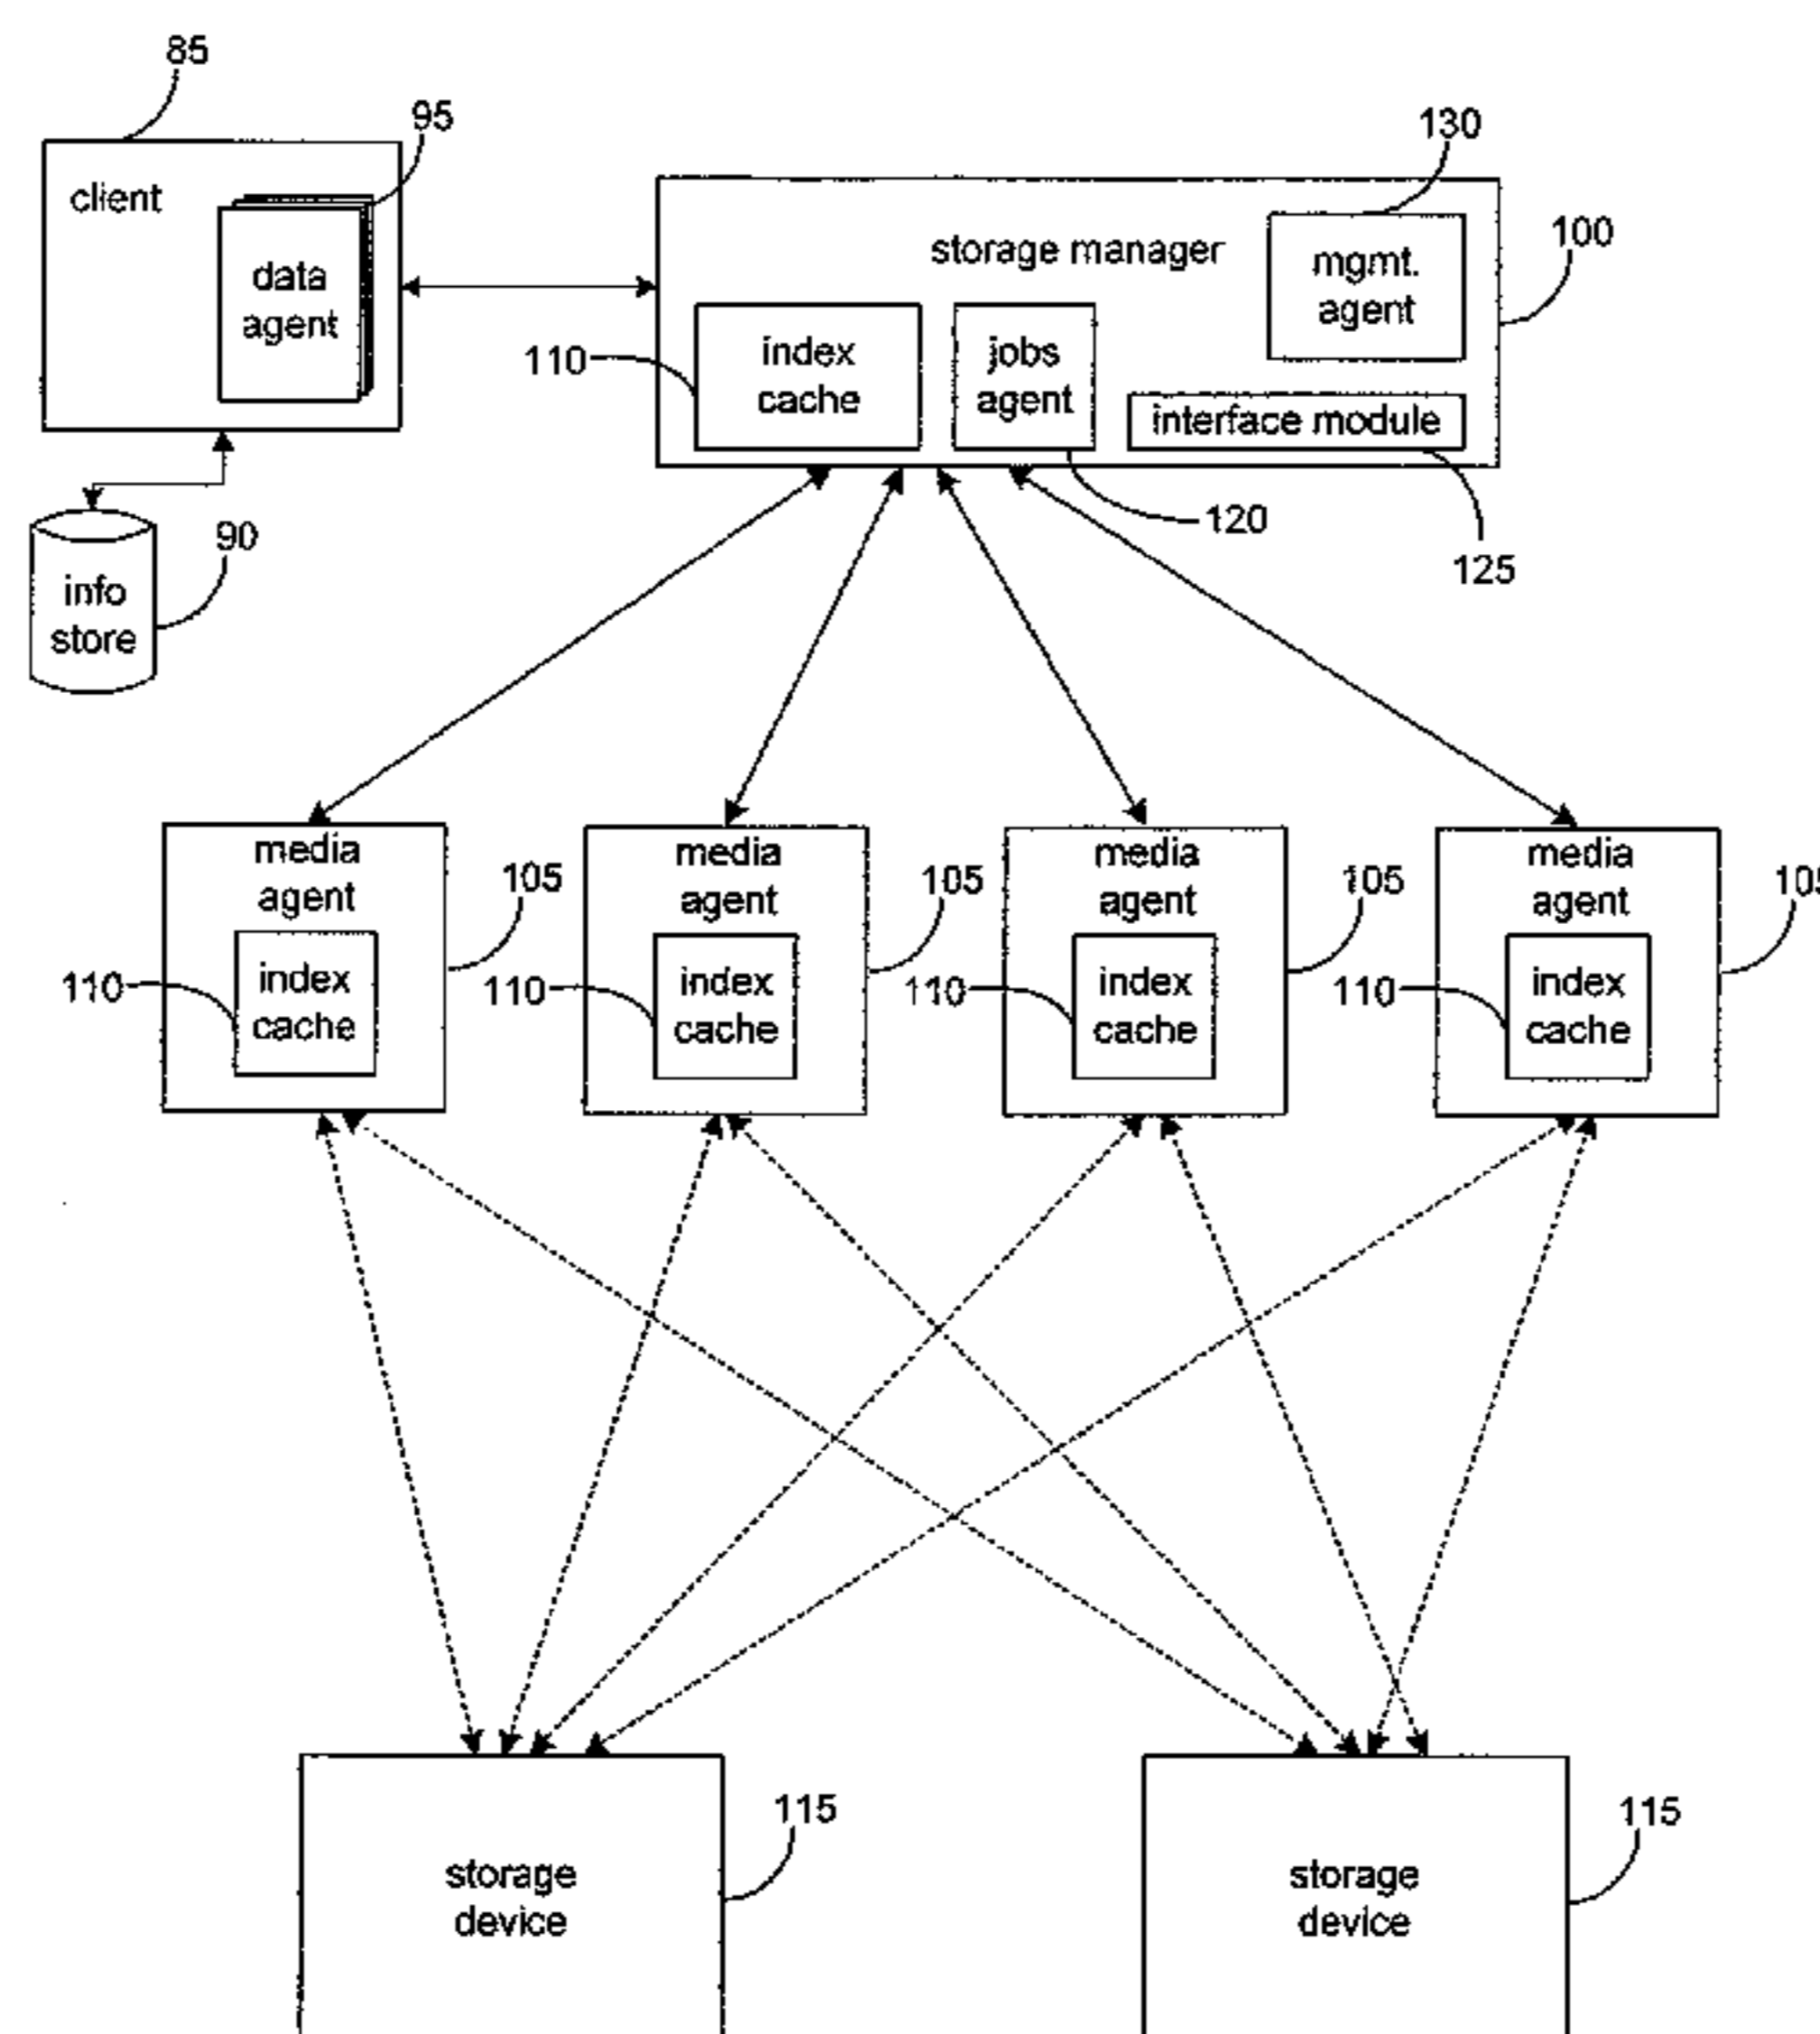 85
95
client
data
agent
130
100
storage manager
mgmt.
agent
110
index
cache
jobs
agent
interface module
120
125
90
info
store
media
agent
105
110
index
cache
media
agent
105
110
index
cache
media
agent
105
110
index
cache
media
agent
105
110
index
cache
115
storage
device
115
storage
device